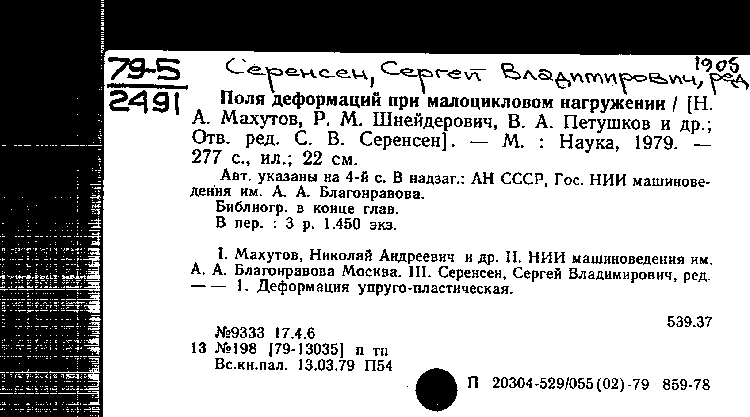 1905
79-5 Серенсен, Сергей Владимирович, ред
2491
Поля деформаций при малоцикловом нагружении / [Н.
А. Махутов, Р. М. Шнейдерович, В. А. Петушков и др.;
Отв. ред. С. В. Серенсен]. — М. : Наука, 1979. —
277 с., ил.; 22 см.
Авт. указаны на 4-й с. В надзаг.: АН СССР, Гос. НИИ машинове-
дения им. А. А. Благонравова.
Библиогр. в конце глав.
В пер. : 3 р. 1.450 экз.
I. Махутов, Николай Андреевич и др. II. НИИ машиноведения им.
А. А. Благонравова Москва. III. Серенсен, Сергей Владимирович, ред.
— — 1. Деформация упруго-пластическая.
539.37
№9333 17.4.6
13 №198 [79-13035] п тп
Вс.кн.пал. 13.03.79 П54
П 20304-529/055(02)-79 859-78